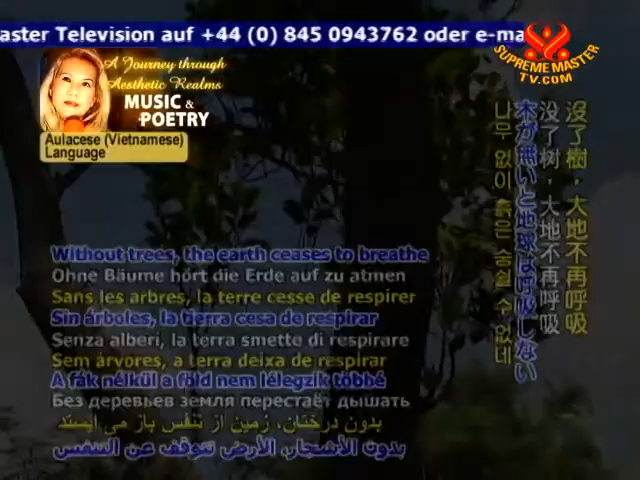 aster Television auf +44 (0) 845 0943762 oder e-ma
SUPREME MASTER
TV.COM
A Journey through
Aesthetic Realms
MUSIC &
POETRY
Aulacese (Vietnamese)
Language
沒了樹，大地不再呼吸
没了树，大地不再呼吸
木が無いと地球は呼吸しない
나무 없이 흙은 숨쉴 수 없네
Without trees, the earth ceases to breathe
Ohne Bäume hört die Erde auf zu atmen
Sans les arbres, la terre cesse de respirer
Sin árboles, la tierra cesa de respirar
Senza alberi, la terra smette di respirare
Sem árvores, a terra deixa de respirar
A fák nélkül a föld nem lélegzik többé
Без деревьев земля перестаёт дышать
بدون درختان، زمین از تنفس باز می ایستد
بدون الأشجار، الأرض تتوقف عن التنفس